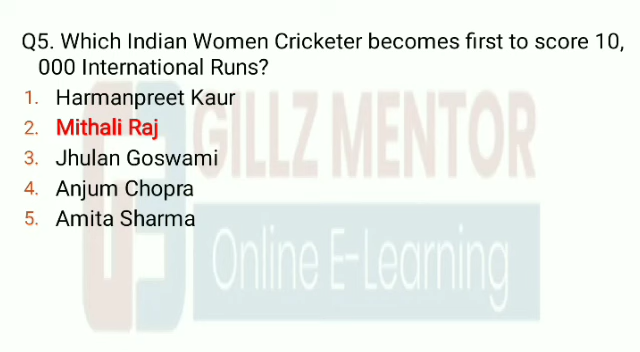 Q5. Which Indian Women Cricketer becomes first to score 10,
000 International Runs?
1. Harmanpreet Kaur
2. Mithali Raj
3. Jhulan Goswami
4. Anjum Chopra
5. Amita Sharma
GILLZ MENTOR
Online E-Learning